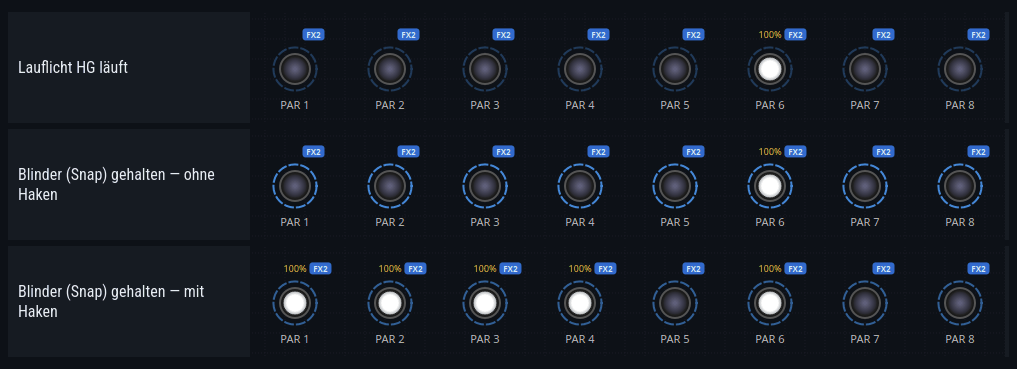 FX2 FX2 FX2 FX2 FX2 100% FX2 FX2 FX2
Lauflicht HG läuft
PAR 1 PAR 2 PAR 3 PAR 4 PAR 5 PAR 6 PAR 7 PAR 8
FX2 FX2 FX2 FX2 FX2 100% FX2 FX2 FX2
Blinder (Snap) gehalten — ohne
Haken
PAR 1 PAR 2 PAR 3 PAR 4 PAR 5 PAR 6 PAR 7 PAR 8
100% FX2 100% FX2 100% FX2 100% FX2 FX2 100% FX2 FX2 FX2
Blinder (Snap) gehalten — mit
Haken
PAR 1 PAR 2 PAR 3 PAR 4 PAR 5 PAR 6 PAR 7 PAR 8